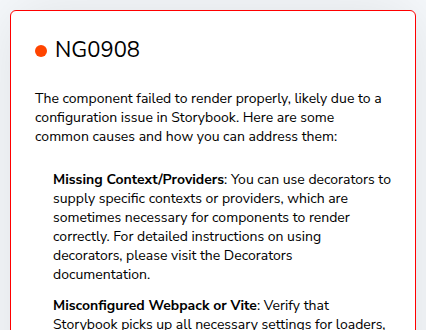 NG0908
The component failed to render properly, likely due to a
configuration issue in Storybook. Here are some
common causes and how you can address them:
Missing Context/Providers: You can use decorators to
supply specific contexts or providers, which are
sometimes necessary for components to render
correctly. For detailed instructions on using
decorators, please visit the Decorators
documentation.
Misconfigured Webpack or Vite: Verify that
Storybook picks up all necessary settings for loaders,